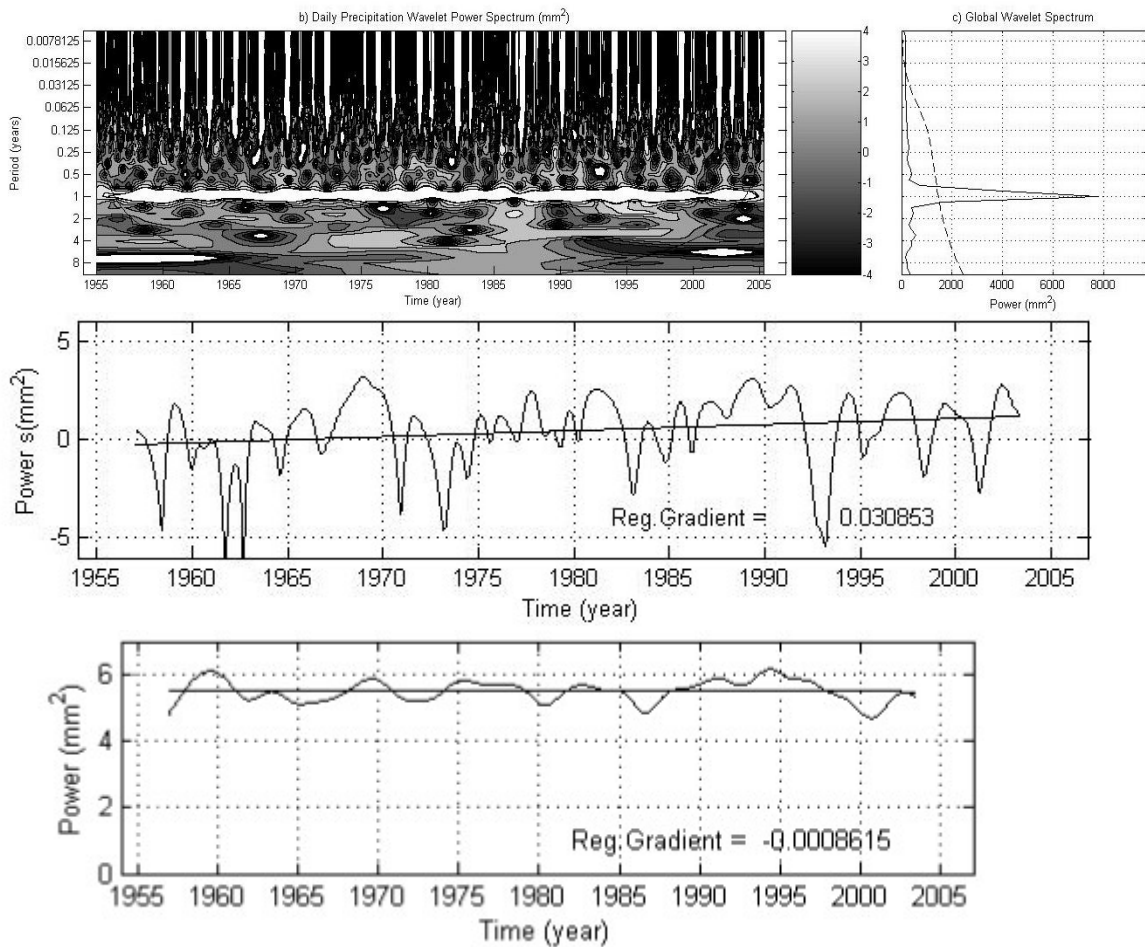 b) Daily Precipitation Wavelet Power Spectrum (mm²)
c) Global Wavelet Spectrum
Period (years)
0.0078125
0.015625
0.03125
0.0625
0.125
0.25
0.5
1
2
4
8
1955 1960 1965 1970 1975 1980 1985 1990 1995 2000 2005
Time (year)
4
3
2
1
0
-1
-2
-3
-4
0 2000 4000 6000 8000
Power (mm²)
Power s(mm²)
5
0
-5
Reg.Gradient = 0.030853
1955 1960 1965 1970 1975 1980 1985 1990 1995 2000 2005
Time (year)
Power (mm²)
6
4
2
0
Reg.Gradient = -0.0008615
1955 1960 1965 1970 1975 1980 1985 1990 1995 2000 2005
Time (year)